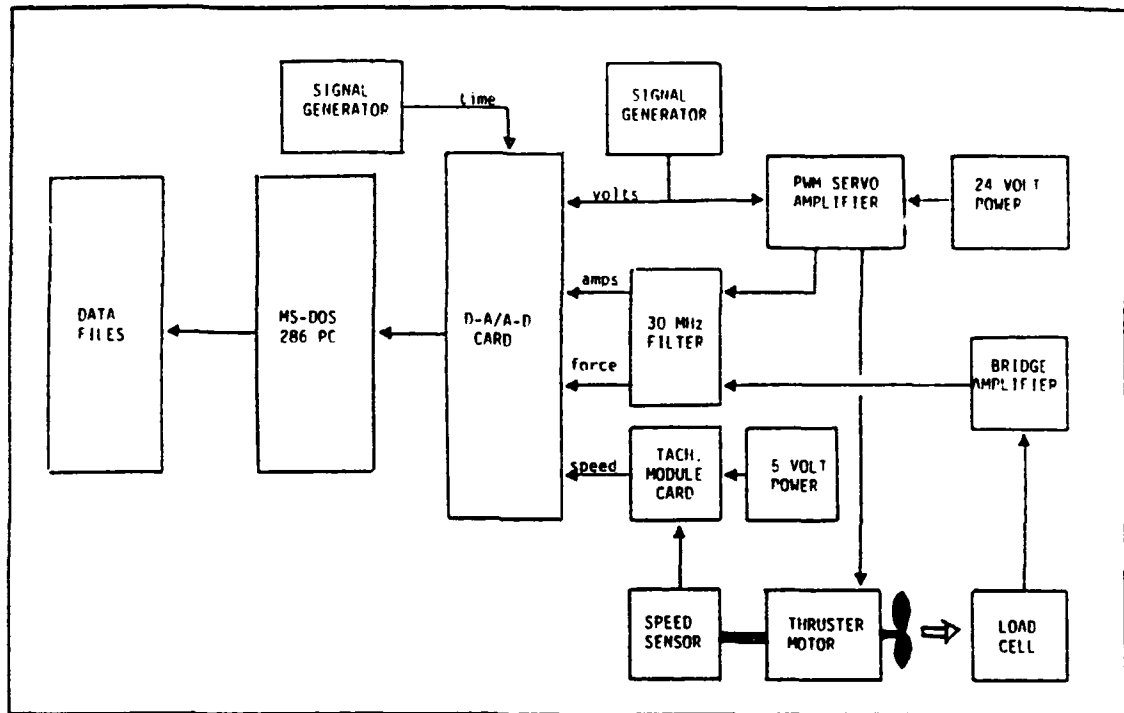 SIGNAL
GENERATOR
time
SIGNAL
GENERATOR
DATA
FILES
MS-DOS
286 PC
D-A/A-D
CARD
volts
PWM SERVO
AMPLIFIER
24 VOLT
POWER
amps
30 MHz
FILTER
force
BRIDGE
AMPLIFIER
speed
TACH.
MODULE
CARD
5 VOLT
POWER
SPEED
SENSOR
THRUSTER
MOTOR
LOAD
CELL